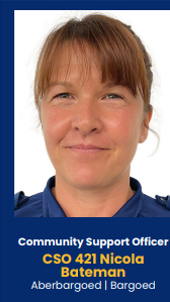 Community Support Officer
CSO 421 Nicola
Bateman
Aberbargoed | Bargoed